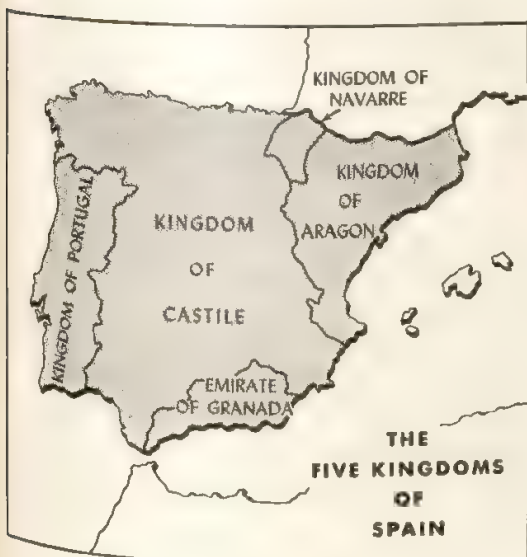 KINGDOM OF
NAVARRE
KINGDOM
OF
ARAGON
KINGDOM OF PORTUGAL
KINGDOM
OF
CASTILE
EMIRATE
OF GRANADA
THE
FIVE KINGDOMS
OF
SPAIN